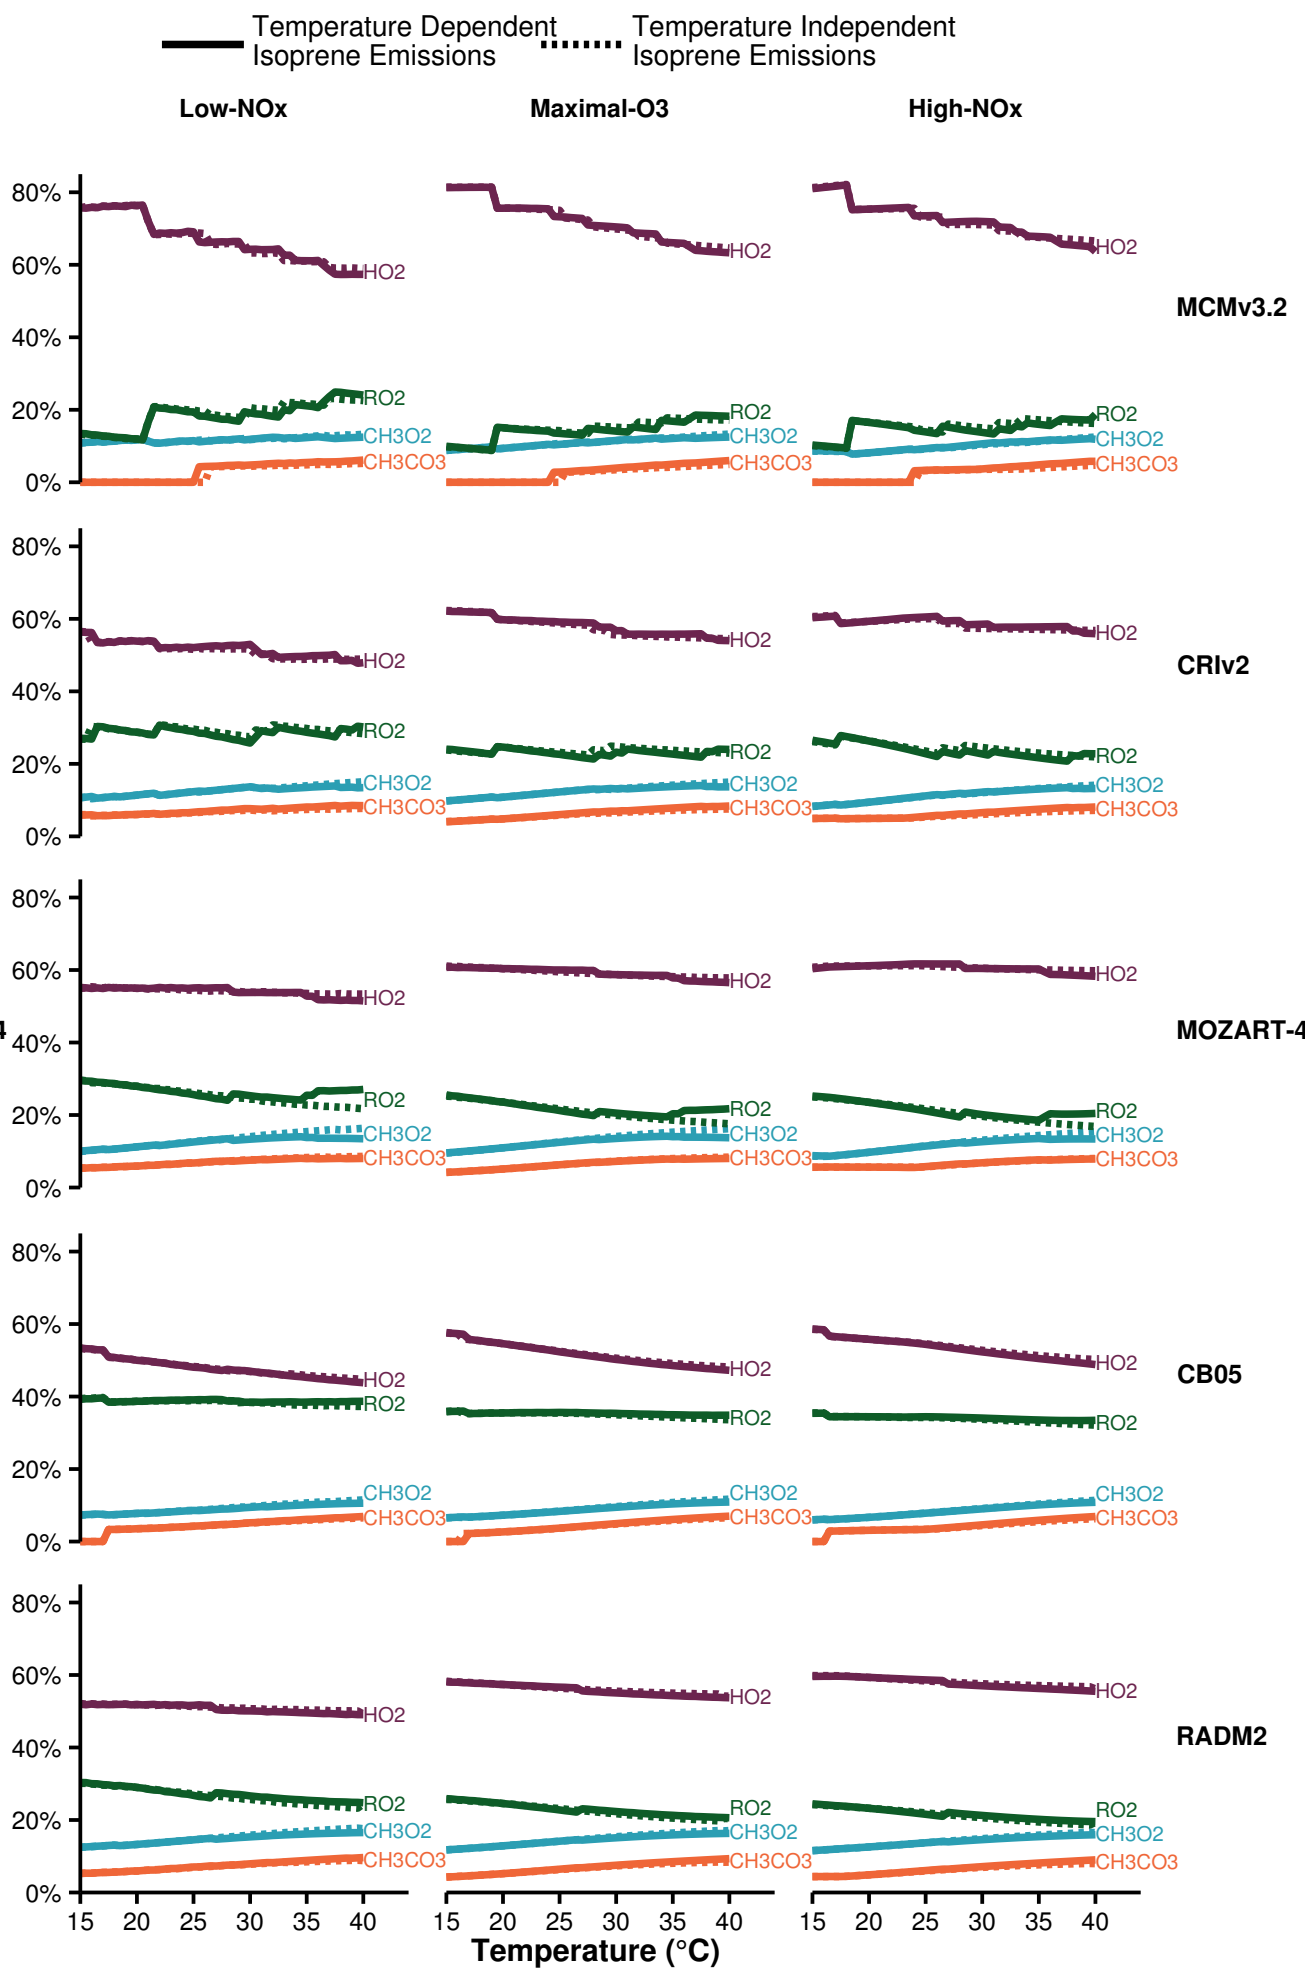 Temperature Dependent
Isoprene Emissions
Temperature Independent
Isoprene Emissions
Low-NOx Maximal-O3 High-NOx
80%
60%
40%
20%
0%
HO2
RO2
CH3O2
CH3CO3
HO2
RO2
CH3O2
CH3CO3
HO2
RO2
CH3O2
CH3CO3
MCMv3.2
80%
60%
40%
20%
0%
HO2
RO2
CH3O2
CH3CO3
HO2
RO2
CH3O2
CH3CO3
HO2
RO2
CH3O2
CH3CO3
CRIv2
80%
60%
4
40%
20%
0%
HO2
RO2
CH3O2
CH3CO3
HO2
RO2
CH3O2
CH3CO3
HO2
RO2
CH3O2
CH3CO3
MOZART-4
80%
60%
40%
20%
0%
HO2
RO2
CH3O2
CH3CO3
HO2
RO2
CH3O2
CH3CO3
HO2
RO2
CH3O2
CH3CO3
CB05
80%
60%
40%
20%
0%
HO2
RO2
CH3O2
CH3CO3
HO2
RO2
CH3O2
CH3CO3
HO2
RO2
CH3O2
CH3CO3
RADM2
15 20 25 30 35 40 15 20 25 30 35 40 15 20 25 30 35 40
Temperature (°C)